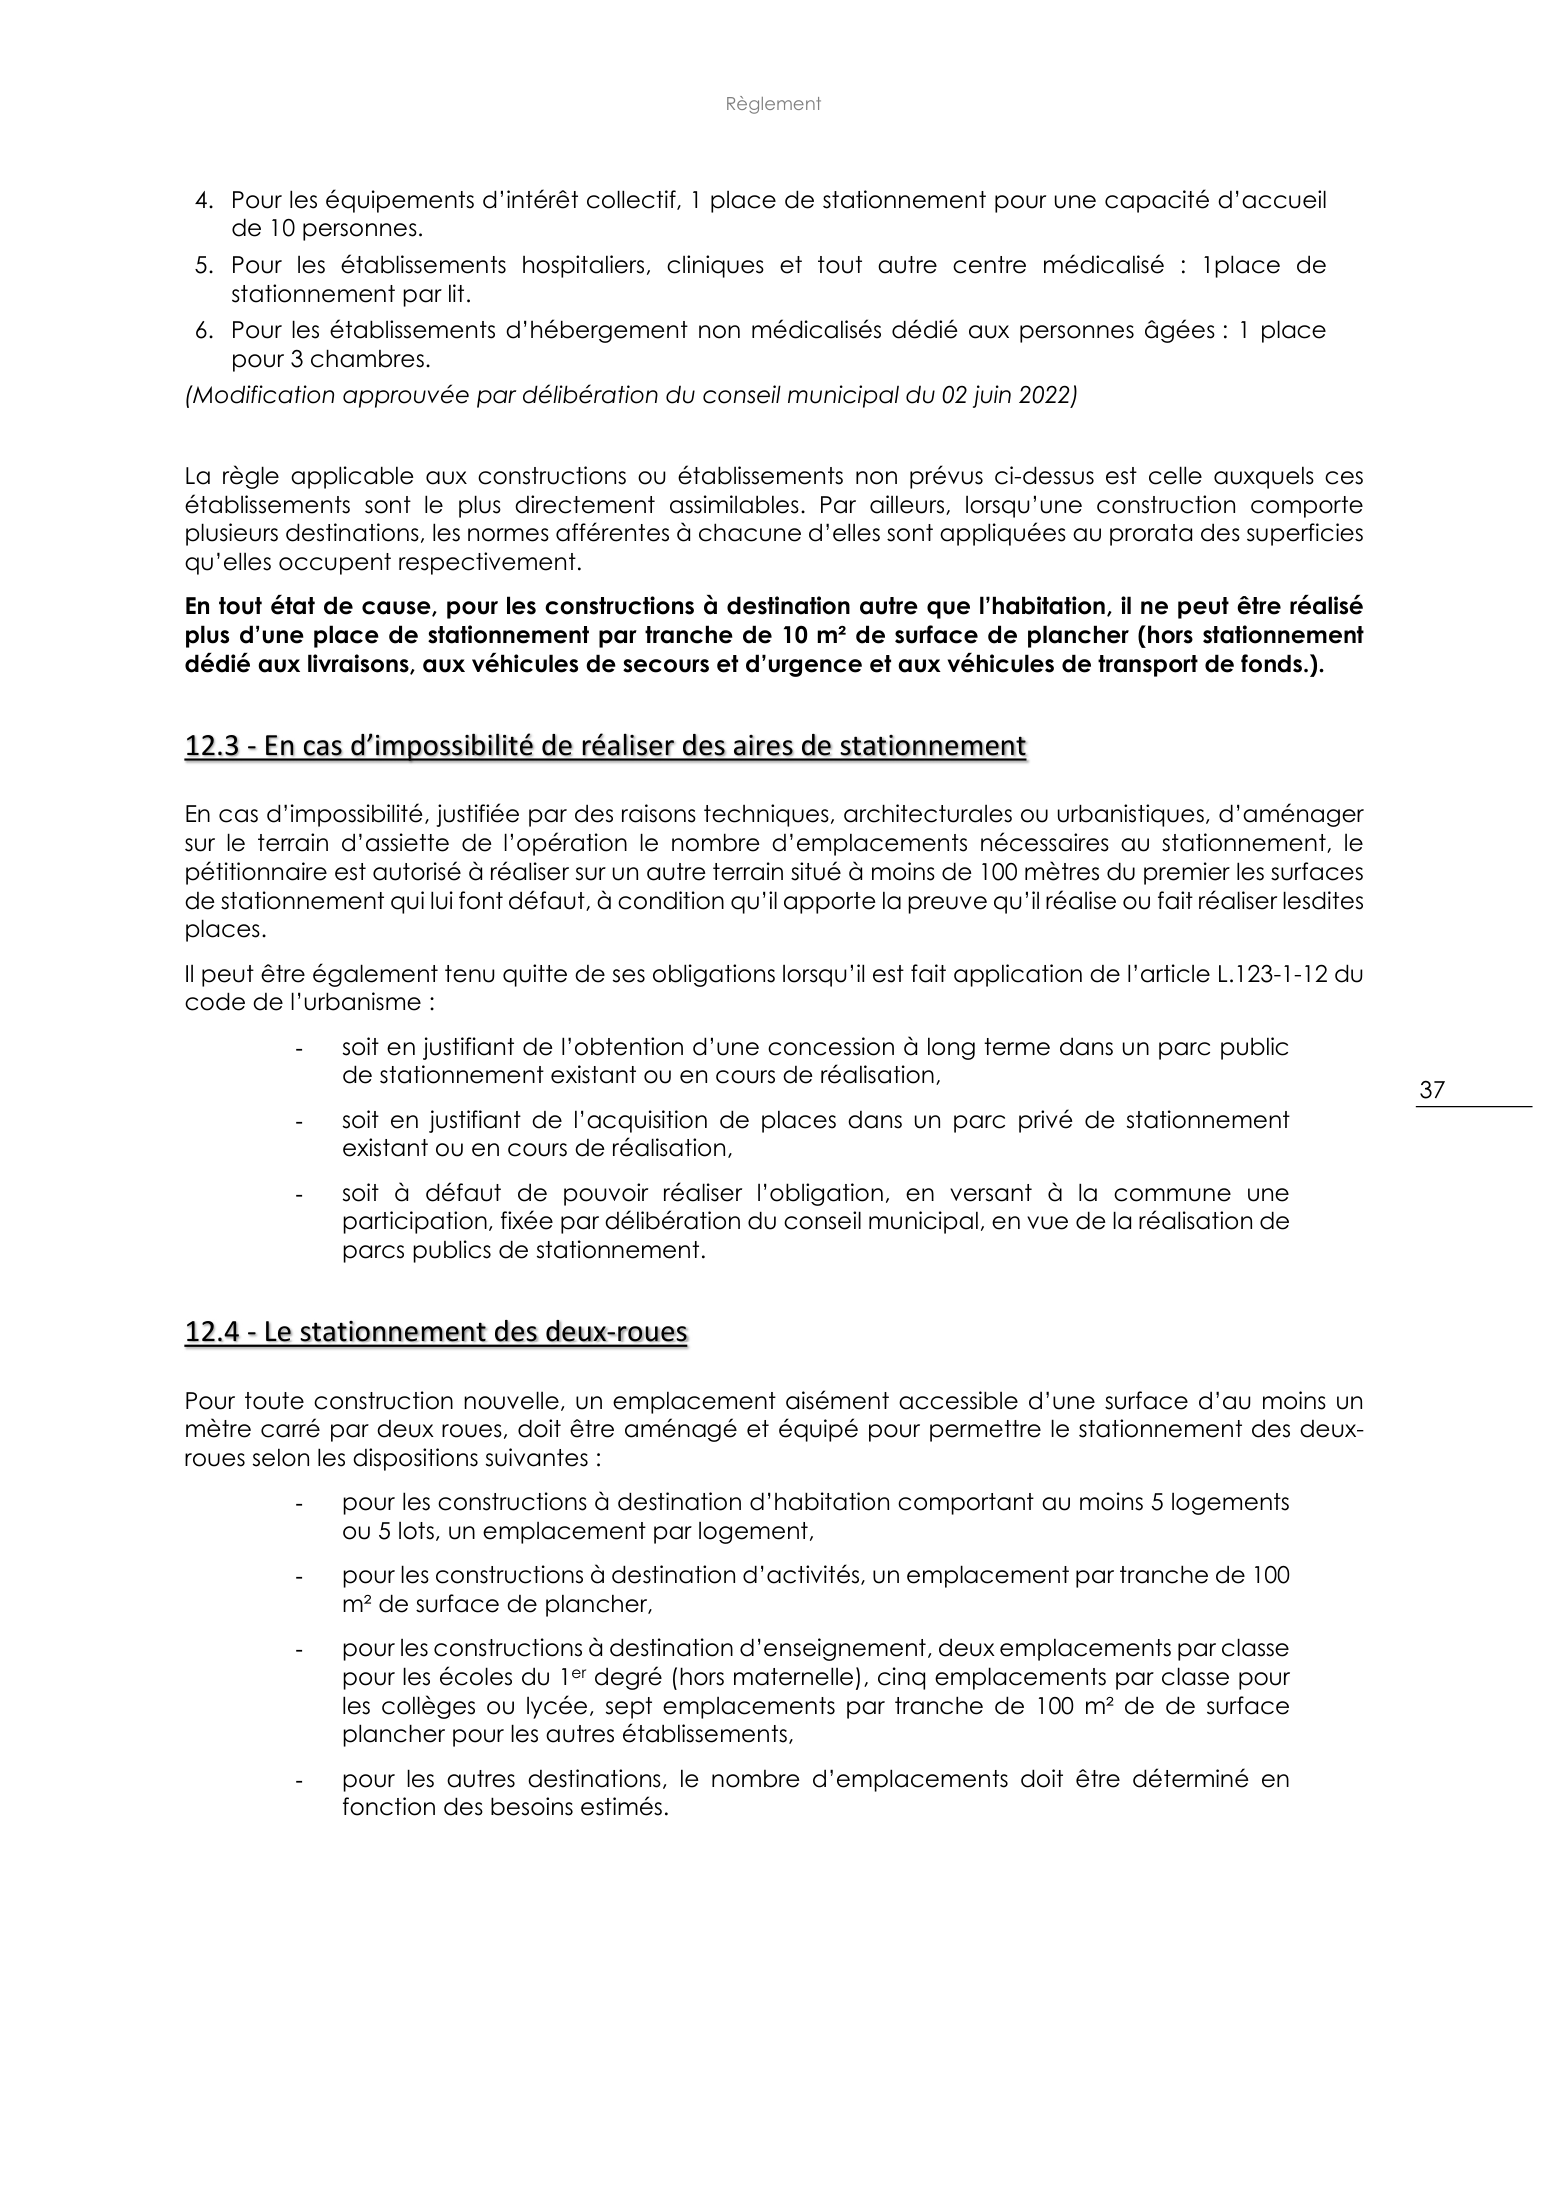 Règlement
4. Pour les équipements d’intérêt collectif, 1 place de stationnement pour une capacité d’accueil
de 10 personnes.
5. Pour les établissements hospitaliers, cliniques et tout autre centre médicalisé : 1place de
stationnement par lit.
6. Pour les établissements d’hébergement non médicalisés dédié aux personnes âgées : 1 place
pour 3 chambres.
(Modification approuvée par délibération du conseil municipal du 02 juin 2022)
La règle applicable aux constructions ou établissements non prévus ci-dessus est celle auxquels ces
établissements sont le plus directement assimilables. Par ailleurs, lorsqu’une construction comporte
plusieurs destinations, les normes afférentes à chacune d’elles sont appliquées au prorata des superficies
qu’elles occupent respectivement.
En tout état de cause, pour les constructions à destination autre que l’habitation, il ne peut être réalisé
plus d’une place de stationnement par tranche de 10 m² de surface de plancher (hors stationnement
dédié aux livraisons, aux véhicules de secours et d’urgence et aux véhicules de transport de fonds.).
12.3 - En cas d’impossibilité de réaliser des aires de stationnement
En cas d’impossibilité, justifiée par des raisons techniques, architecturales ou urbanistiques, d’aménager
sur le terrain d’assiette de l’opération le nombre d’emplacements nécessaires au stationnement, le
pétitionnaire est autorisé à réaliser sur un autre terrain situé à moins de 100 mètres du premier les surfaces
de stationnement qui lui font défaut, à condition qu’il apporte la preuve qu’il réalise ou fait réaliser lesdites
places.
Il peut être également tenu quitte de ses obligations lorsqu’il est fait application de l’article L.123-1-12 du
code de l’urbanisme :
- soit en justifiant de l’obtention d’une concession à long terme dans un parc public
de stationnement existant ou en cours de réalisation,
37
- soit en justifiant de l’acquisition de places dans un parc privé de stationnement
existant ou en cours de réalisation,
- soit à défaut de pouvoir réaliser l’obligation, en versant à la commune une
participation, fixée par délibération du conseil municipal, en vue de la réalisation de
parcs publics de stationnement.
12.4 - Le stationnement des deux-roues
Pour toute construction nouvelle, un emplacement aisément accessible d’une surface d’au moins un
mètre carré par deux roues, doit être aménagé et équipé pour permettre le stationnement des deux-
roues selon les dispositions suivantes :
- pour les constructions à destination d’habitation comportant au moins 5 logements
ou 5 lots, un emplacement par logement,
- pour les constructions à destination d’activités, un emplacement par tranche de 100
m² de surface de plancher,
- pour les constructions à destination d’enseignement, deux emplacements par classe
pour les écoles du 1er degré (hors maternelle), cinq emplacements par classe pour
les collèges ou lycée, sept emplacements par tranche de 100 m² de de surface
plancher pour les autres établissements,
- pour les autres destinations, le nombre d’emplacements doit être déterminé en
fonction des besoins estimés.